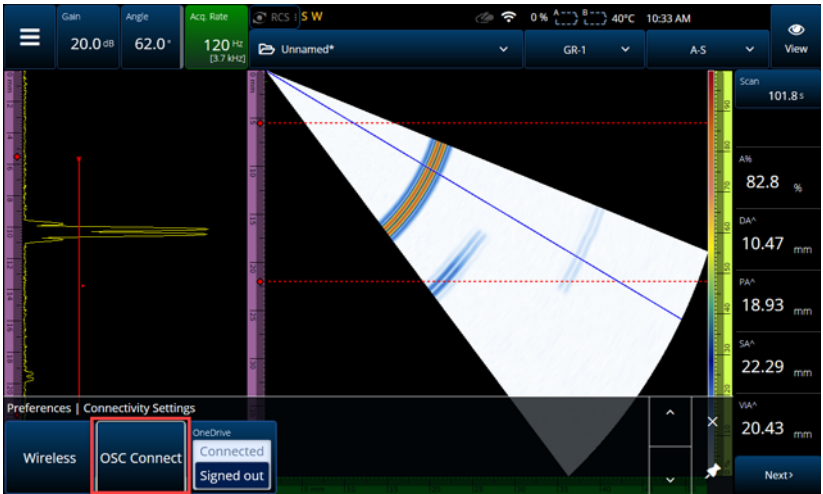 Gain
20.0 dB
Angle
62.0 °
Acq. Rate
120 Hz
[3.7 kHz]
RCS I S W
0 % A B 40°C 10:33 AM
View
Unnamed*
GR-1
A-S
Scan
101.8 s
A%
82.8 %
DA^
10.47 mm
PA^
18.93 mm
SA^
22.29 mm
ViA^
20.43 mm
Next>
Preferences | Connectivity Settings
Wireless
OSC Connect
OneDrive
Connected
Signed out